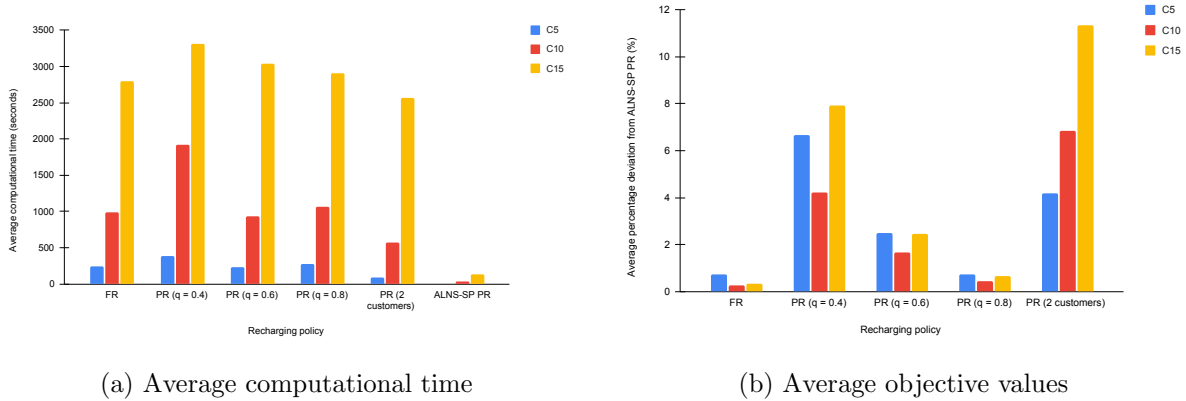 Average computational time (seconds)
3500
3000
2500
2000
1500
1000
500
0
FR
PR (q = 0.4)
PR (q = 0.6)
PR (q = 0.8)
PR (2
customers)
ALNS-SP PR
Recharging policy
C5
C10
C15
(a) Average computational time
Average percentage deviation from ALNS-SP PR (%)
12
10
8
6
4
2
0
FR
PR (q = 0.4)
PR (q = 0.6)
PR (q = 0.8)
PR (2 customers)
Recharging policy
C5
C10
C15
(b) Average objective values